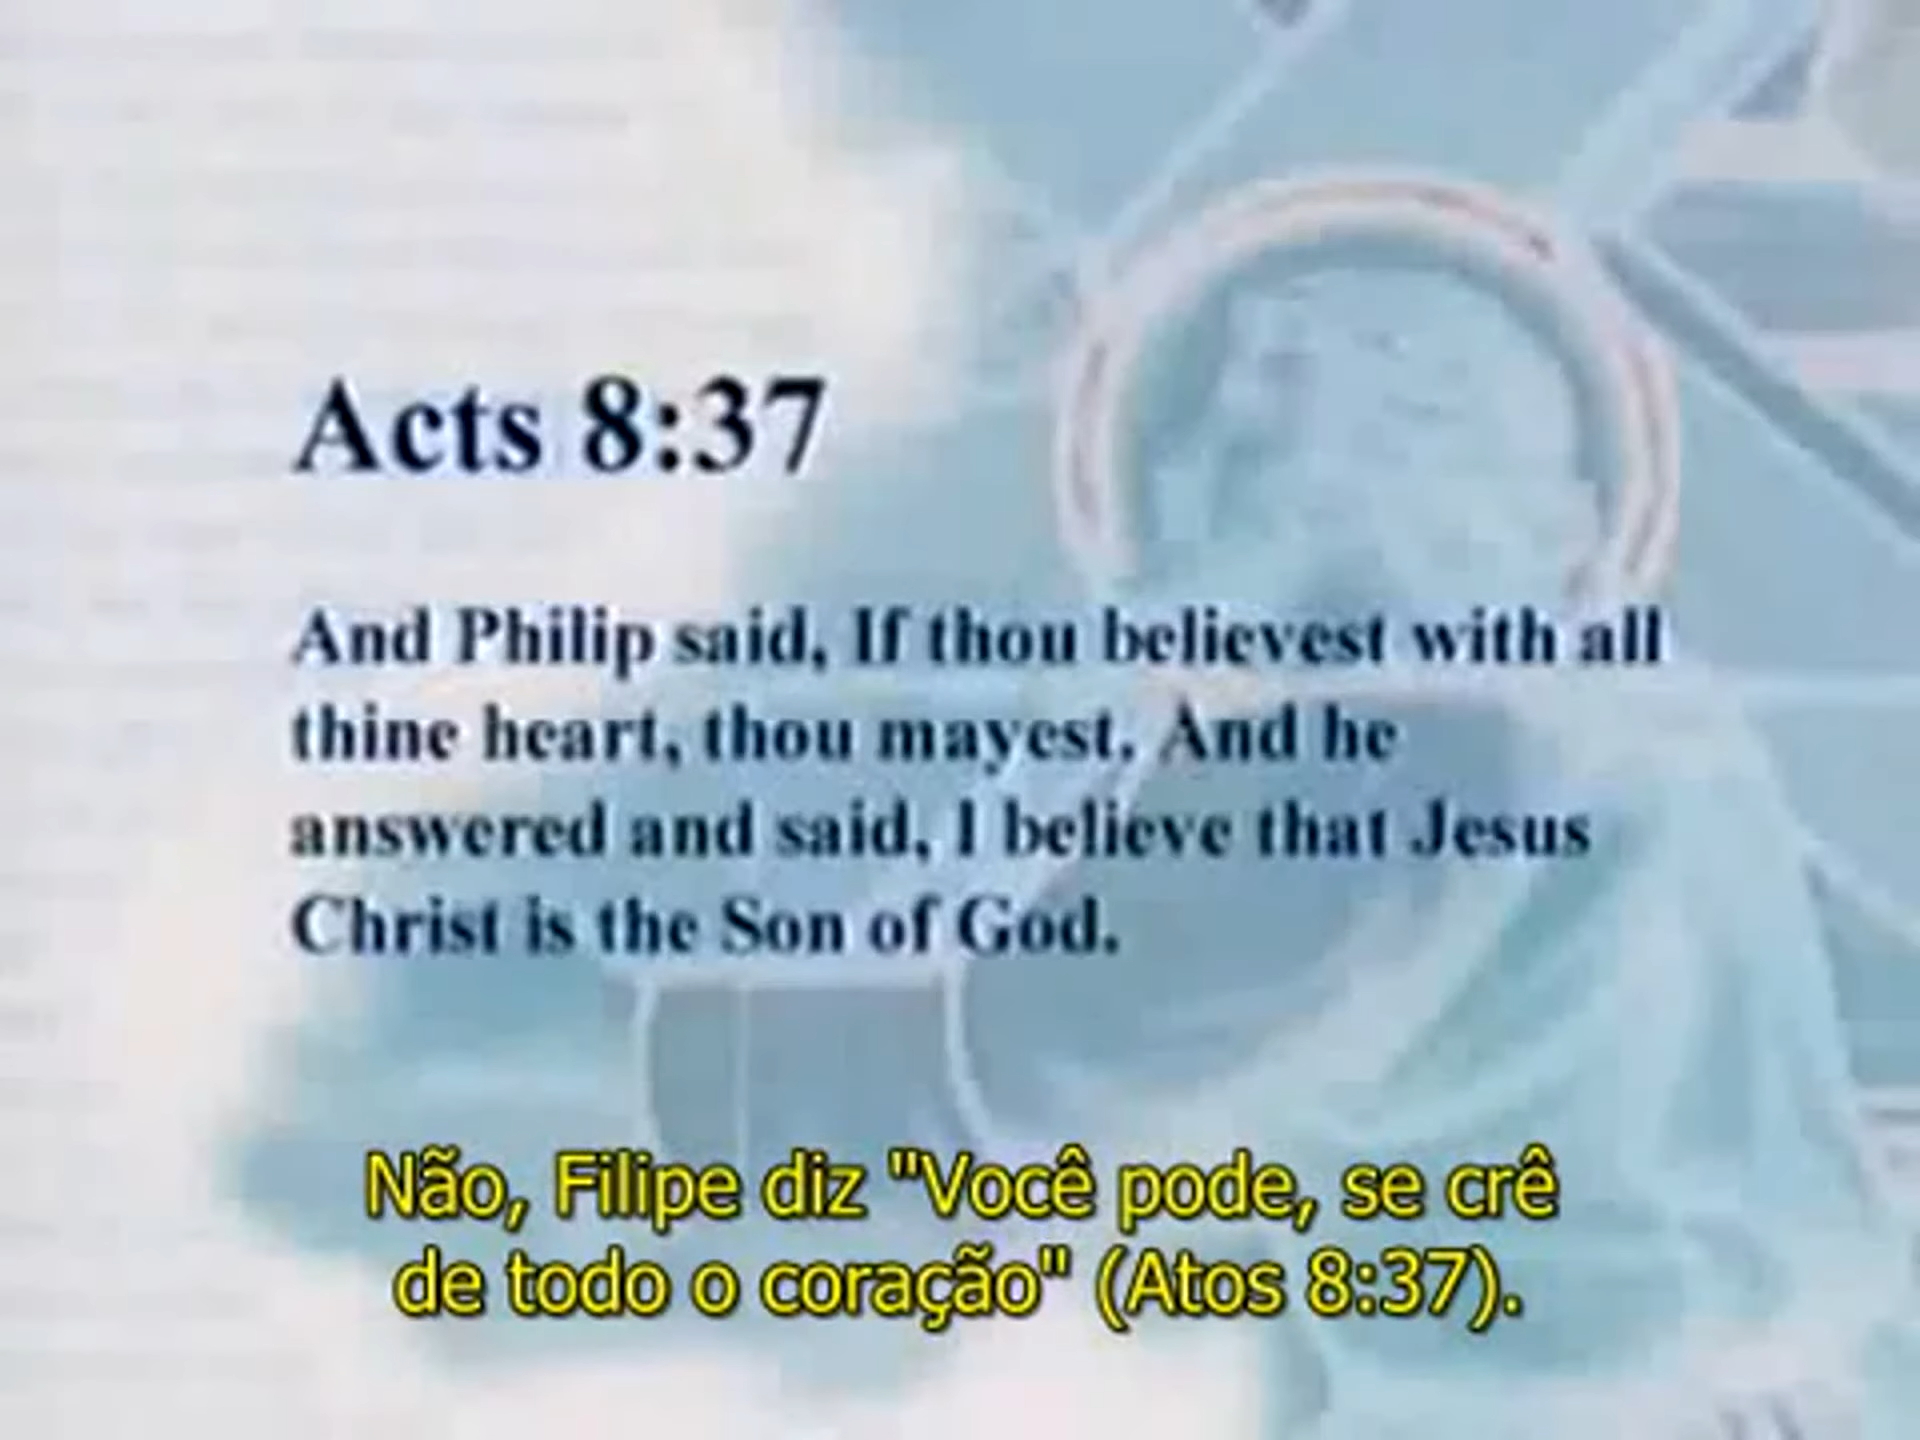 Acts 8:37
And Philip said, If thou believest with all
thine heart, thou mayest. And he
answered and said, I believe that Jesus
Christ is the Son of God.
Não, Filipe diz "Você pode, se crê
de todo o coração" (Atos 8:37).